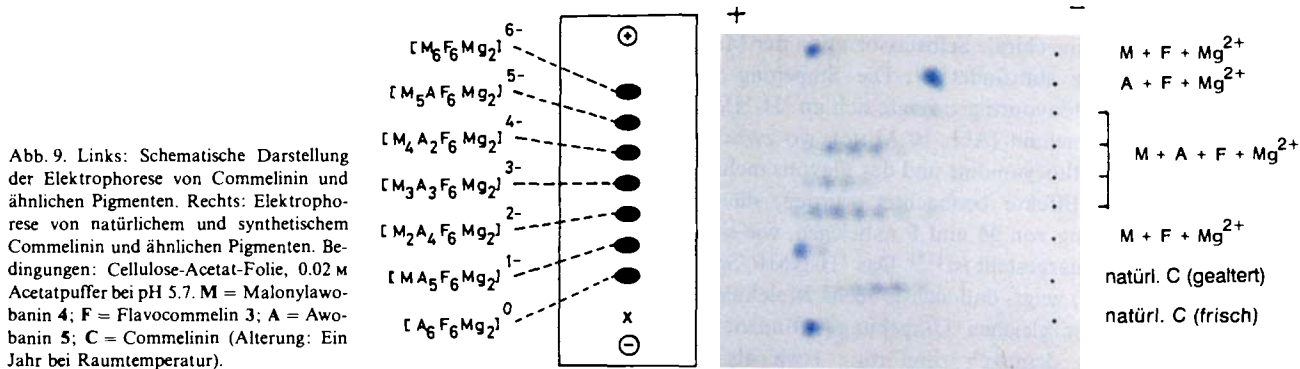 Abb. 9. Links: Schematische Darstellung
der Elektrophorese von Commelinin und
ähnlichen Pigmenten. Rechts: Elektropho-
rese von natürlichem und synthetischem
Commelinin und ähnlichen Pigmenten. Be-
dingungen: Cellulose-Acetat-Folie, 0.02 M
Acetatpuffer bei pH 5.7. M = Malonylawo-
banin 4; F = Flavocommelin 3; A = Awo-
banin 5; C = Commelinin (Alterung: Ein
Jahr bei Raumtemperatur).
[M₆F₆Mg₂]⁶⁻
[M₅AF₆Mg₂]⁵⁻
[M₄A₂F₆Mg₂]⁴⁻
[M₃A₃F₆Mg₂]³⁻
[M₂A₄F₆Mg₂]²⁻
[MA₅F₆Mg₂]¹⁻
[A₆F₆Mg₂]⁰
+
x
−
+ −
M + F + Mg²⁺
A + F + Mg²⁺
M + A + F + Mg²⁺
M + F + Mg²⁺
natürl. C (gealtert)
natürl. C (frisch)